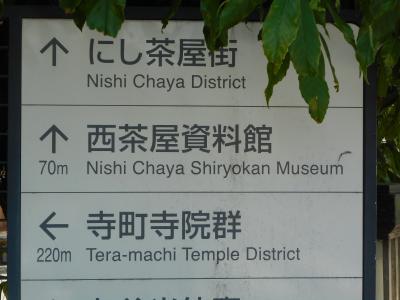 ↑ にし茶屋街
Nishi Chaya District
↑ 西茶屋資料館
70m Nishi Chaya Shiryokan Museum
← 寺町寺院群
220m Tera-machi Temple District